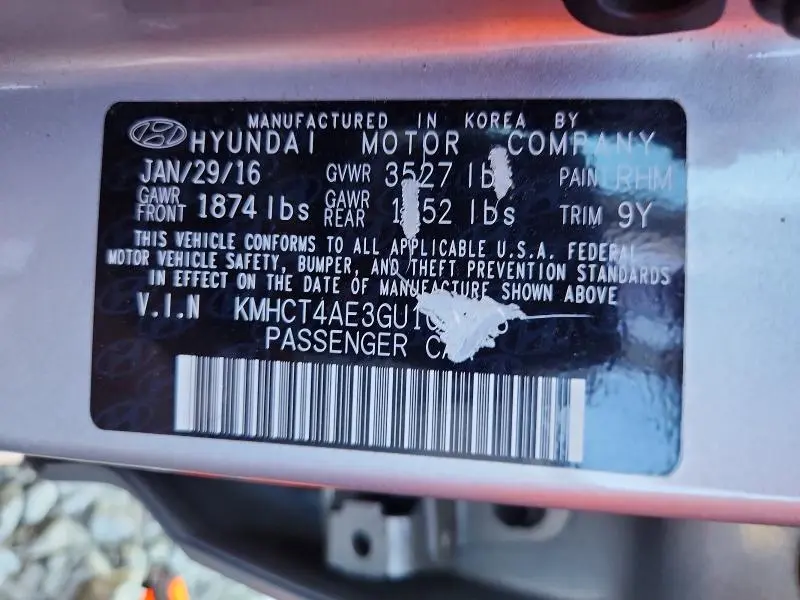 MANUFACTURED IN KOREA BY
HYUNDAI MOTOR COMPANY
JAN/29/16 GVWR 3527 lb PAINT RHM
GAWR FRONT 1874 lbs GAWR REAR lbs TRIM 9Y
THIS VEHICLE CONFORMS TO ALL APPLICABLE U.S.A. FEDERAL
MOTOR VEHICLE SAFETY, BUMPER, AND THEFT PREVENTION STANDARDS
IN EFFECT ON THE DATE OF MANUFACTURE SHOWN ABOVE
V.I.N
PASSENGER